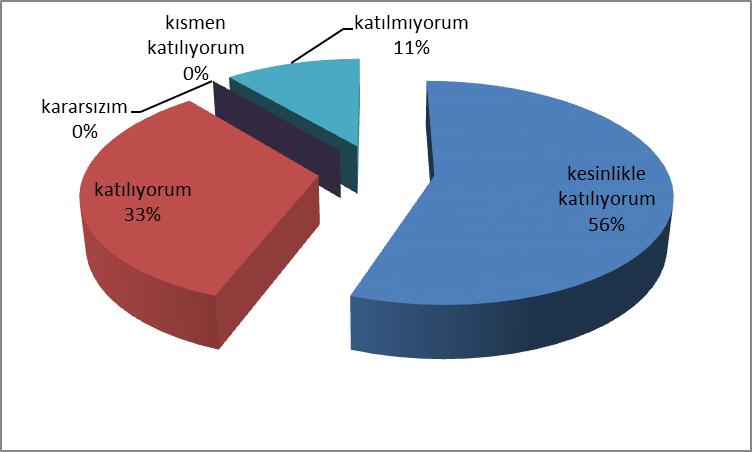 kısmen
katılıyorum
0%
katılmıyorum
11%
kararsızım
0%
katılıyorum
33%
kesinlikle
katılıyorum
56%